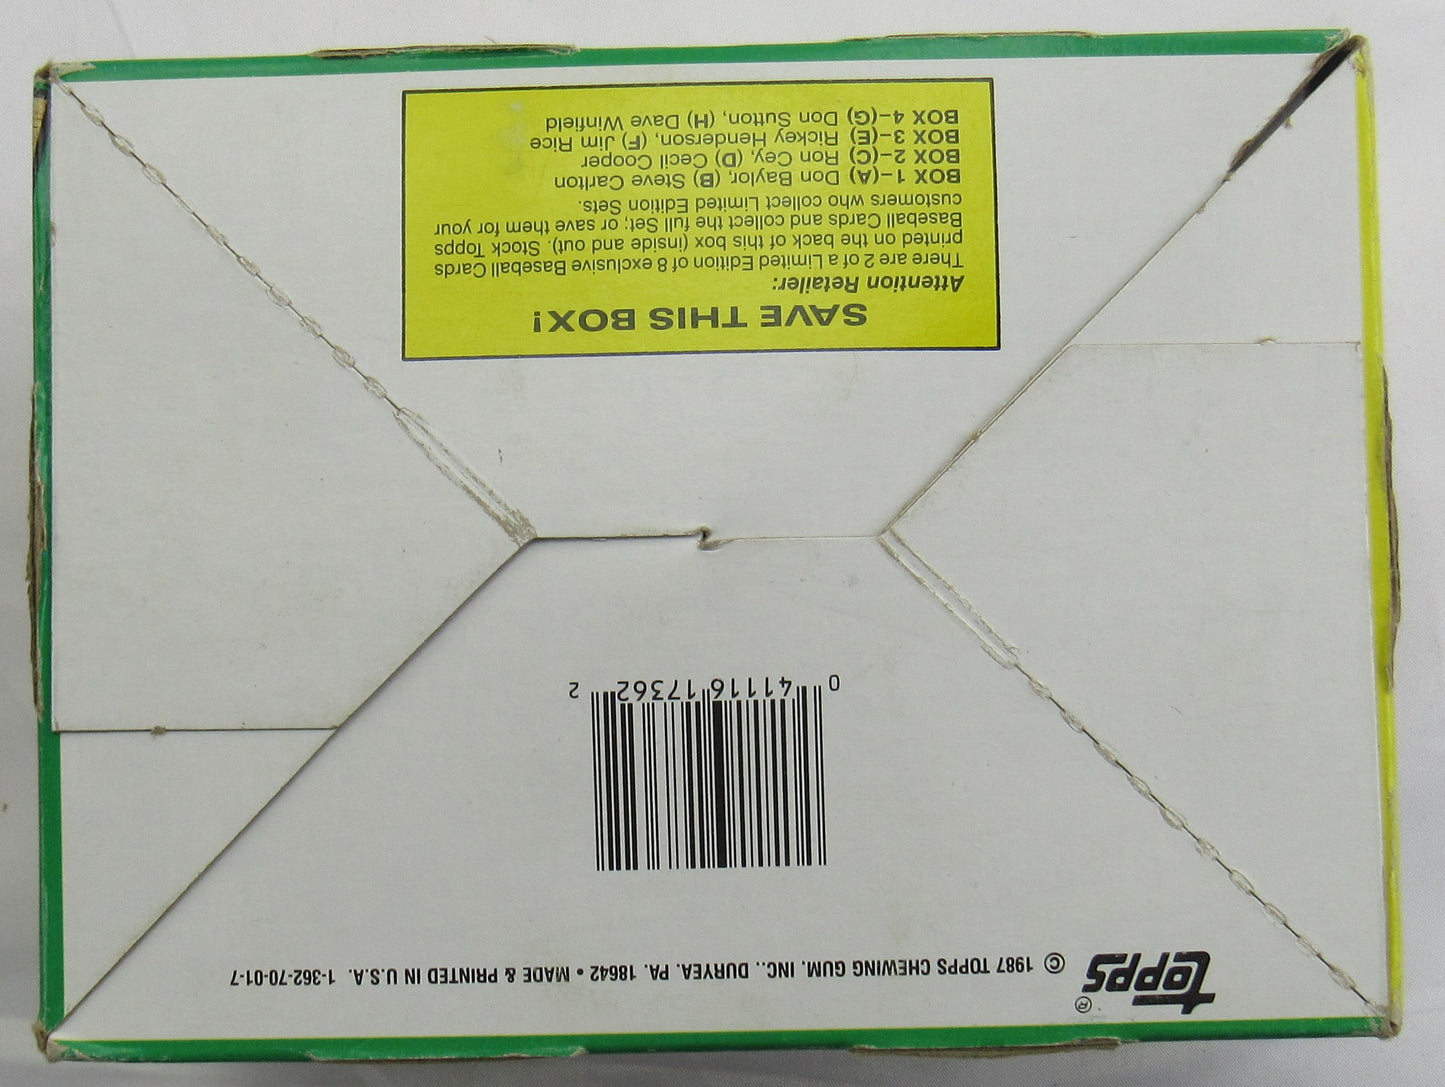 topps ® © 1987 TOPPS CHEWING GUM, INC., DURYEA, PA. 18642 • MADE & PRINTED IN U.S.A. 1-362-70-01-7
0 41116 17362 2
SAVE THIS BOX!
Attention Retailer:
There are 2 of a Limited Edition of 8 exclusive Baseball Cards
printed on the back of this box (inside and out). Stock Topps
Baseball Cards and collect the full Set; or save them for your
customers who collect Limited Edition Sets.
BOX 1-(A) Don Baylor, (B) Steve Carlton
BOX 2-(C) Ron Cey, (D) Cecil Cooper
BOX 3-(E) Rickey Henderson, (F) Jim Rice
BOX 4-(G) Don Sutton, (H) Dave Winfield